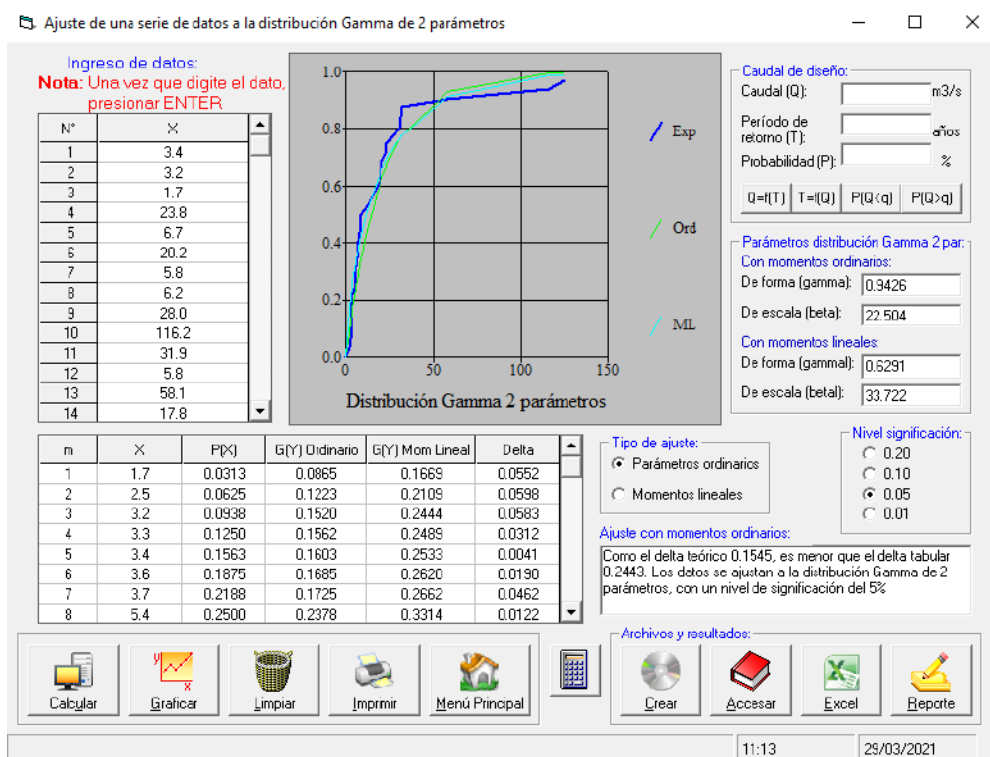 Ajuste de una serie de datos a la distribución Gamma de 2 parámetros
Ingreso de datos:
Nota: Una vez que digite el dato,
presionar ENTER
N° X
1 3.4
2 3.2
3 1.7
4 23.8
5 6.7
6 20.2
7 5.8
8 6.2
9 28.0
10 116.2
11 31.9
12 5.8
13 58.1
14 17.8
1.0
0.8
0.6
0.4
0.2
0.0
0 50 100 150
Exp
Ord
ML
Distribución Gamma 2 parámetros
Caudal de diseño:
Caudal (Q): m3/s
Período de
retorno (T): años
Probabilidad (P): %
Q=f(T) T=f(Q) P(Q<q) P(Q>q)
Parámetros distribución Gamma 2 par:
Con momentos ordinarios:
De forma (gamma): 0.9426
De escala (beta): 22.504
Con momentos lineales:
De forma (gammal): 0.6291
De escala (betal): 33.722
m X P(X) G(Y) Ordinario G(Y) Mom Lineal Delta
1 1.7 0.0313 0.0865 0.1669 0.0552
2 2.5 0.0625 0.1223 0.2109 0.0598
3 3.2 0.0938 0.1520 0.2444 0.0583
4 3.3 0.1250 0.1562 0.2489 0.0312
5 3.4 0.1563 0.1603 0.2533 0.0041
6 3.6 0.1875 0.1685 0.2620 0.0190
7 3.7 0.2188 0.1725 0.2662 0.0462
8 5.4 0.2500 0.2378 0.3314 0.0122
Tipo de ajuste:
Parámetros ordinarios
Momentos lineales
Nivel significación:
0.20
0.10
0.05
0.01
Ajuste con momentos ordinarios:
Como el delta teórico 0.1545, es menor que el delta tabular
0.2443. Los datos se ajustan a la distribución Gamma de 2
parámetros, con un nivel de significación del 5%
Calcular Graficar Limpiar Imprimir Menú Principal
Archivos y resultados:
Crear Accesar Excel Reporte
11:13 29/03/2021